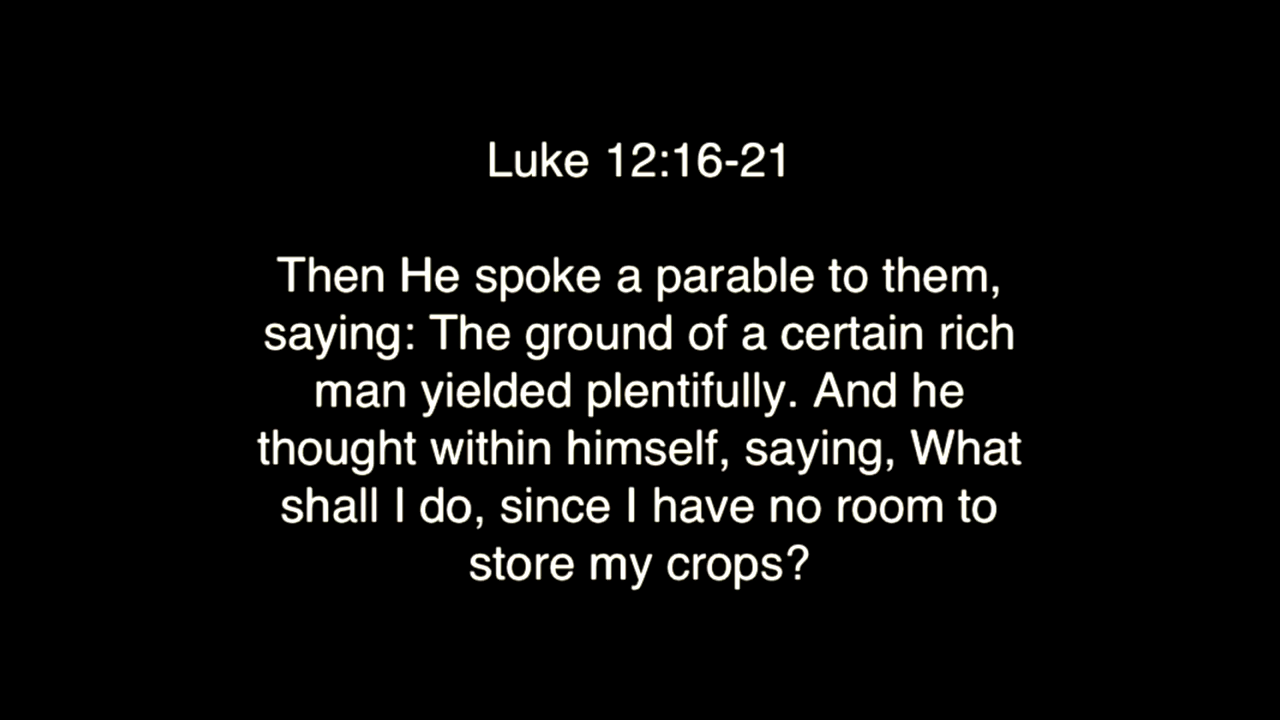 Luke 12:16-21
Then He spoke a parable to them,
saying: The ground of a certain rich
man yielded plentifully. And he
thought within himself, saying, What
shall I do, since I have no room to
store my crops?